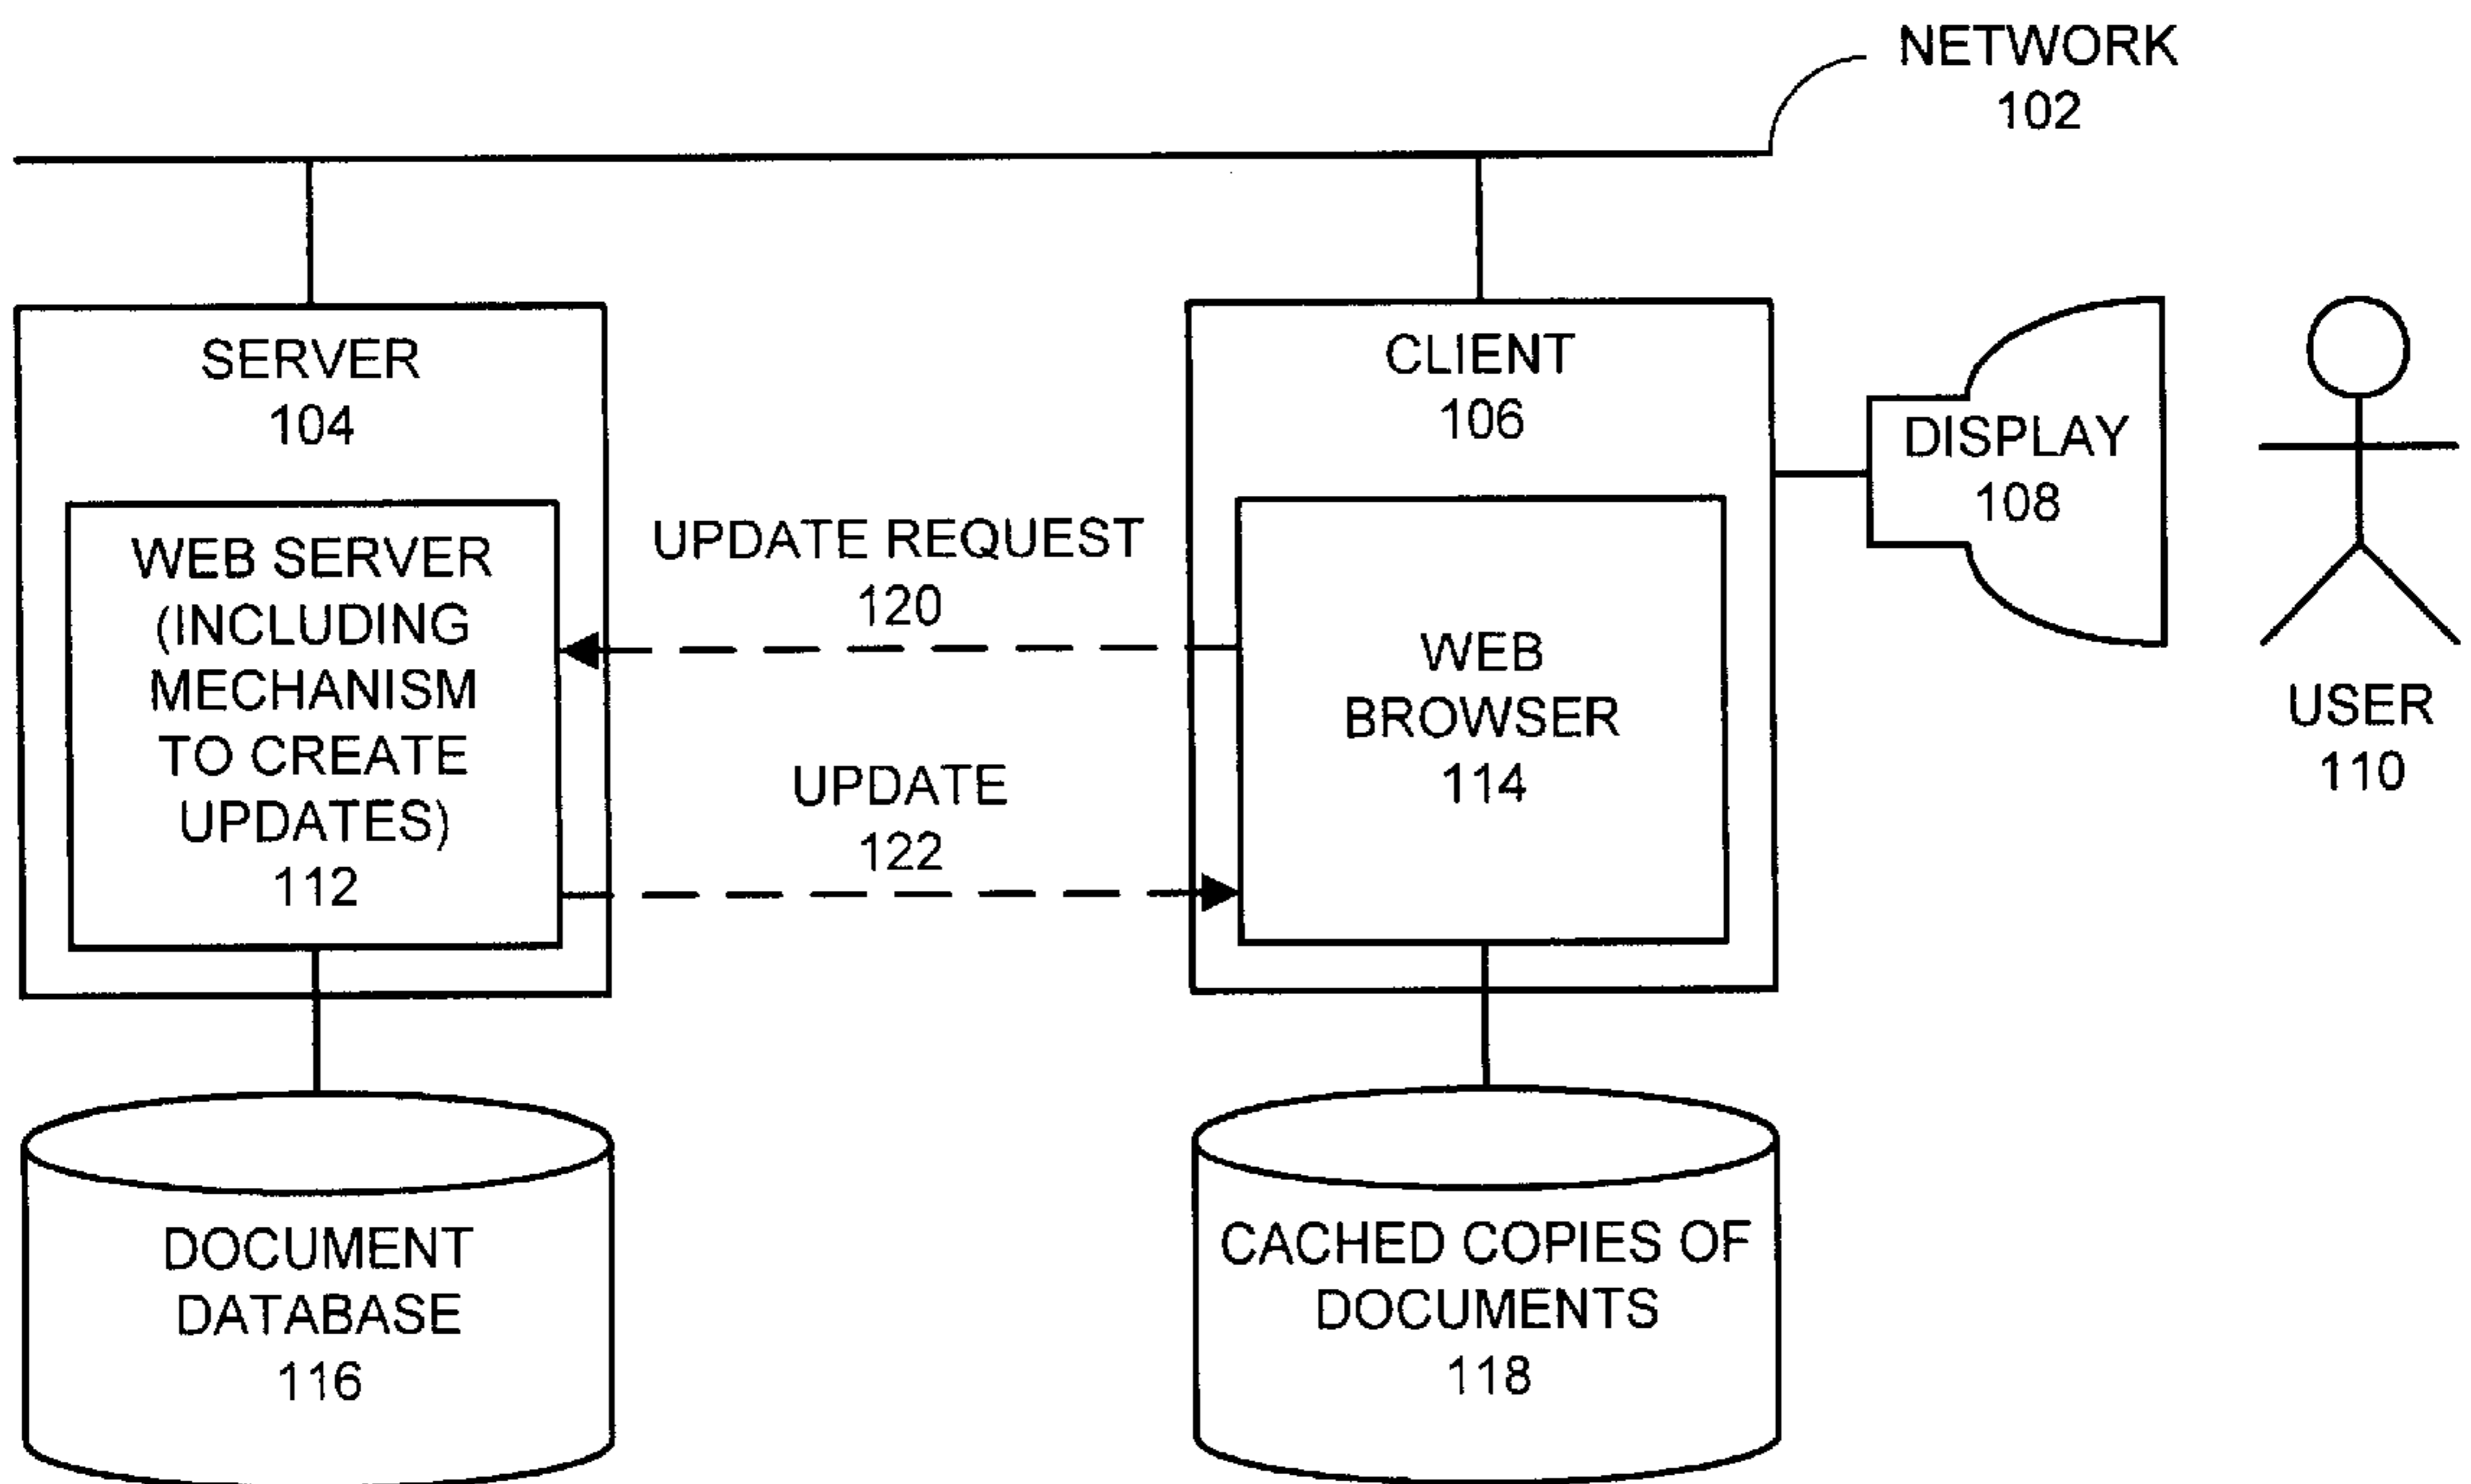 NETWORK
102
SERVER
104
WEB SERVER
(INCLUDING
MECHANISM
TO CREATE
UPDATES)
112
UPDATE REQUEST
120
UPDATE
122
CLIENT
106
WEB
BROWSER
114
DISPLAY
108
USER
110
DOCUMENT
DATABASE
116
CACHED COPIES OF
DOCUMENTS
118